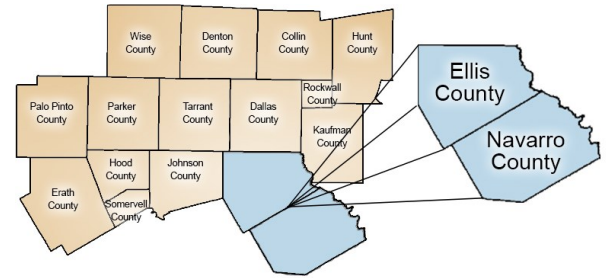 Wise
County
Denton
County
Collin
County
Hunt
County
Rockwall
County
Palo Pinto
County
Parker
County
Tarrant
County
Dallas
County
Kaufman
County
Hood
County
Johnson
County
Erath
County
Somervell
County
Ellis
County
Navarro
County